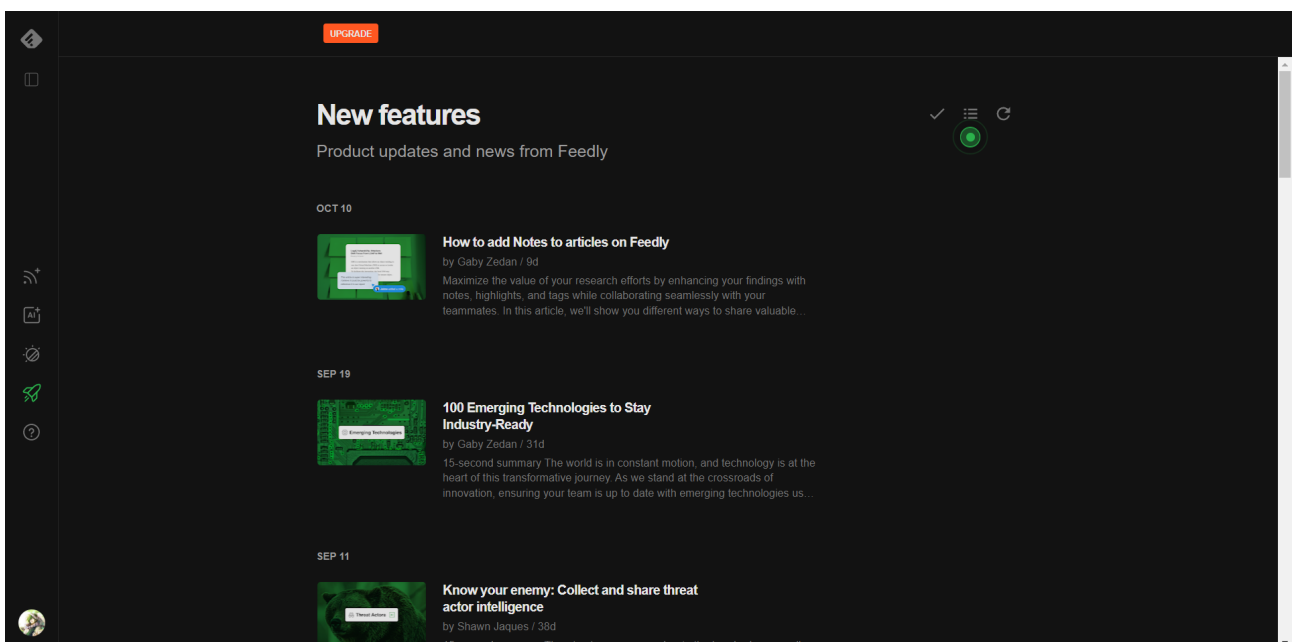 UPGRADE
New features
Product updates and news from Feedly
OCT 10
How to add Notes to articles on Feedly
by Gaby Zedan / 9d
Maximize the value of your research efforts by enhancing your findings with
notes, highlights, and tags while collaborating seamlessly with your
teammates. In this article, we'll show you different ways to share valuable…
SEP 19
Emerging Technologies
100 Emerging Technologies to Stay
Industry-Ready
by Gaby Zedan / 31d
15-second summary The world is in constant motion, and technology is at the
heart of this transformative journey. As we stand at the crossroads of
innovation, ensuring your team is up to date with emerging technologies us…
SEP 11
Threat Actors
Know your enemy: Collect and share threat
actor intelligence
by Shawn Jaques / 38d
AI